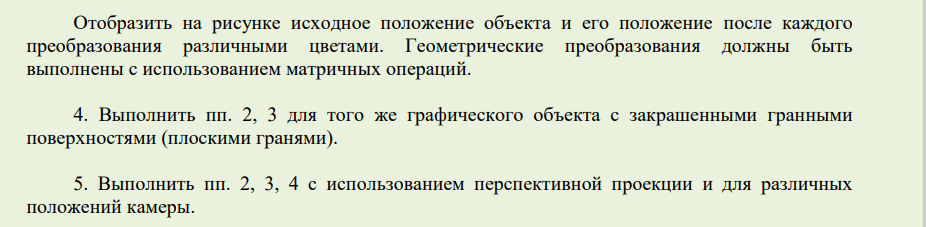 Отобразить на рисунке исходное положение объекта и его положение после каждого
преобразования различными цветами. Геометрические преобразования должны быть
выполнены с использованием матричных операций.
4. Выполнить пп. 2, 3 для того же графического объекта с закрашенными гранными
поверхностями (плоскими гранями).
5. Выполнить пп. 2, 3, 4 с использованием перспективной проекции и для различных
положений камеры.